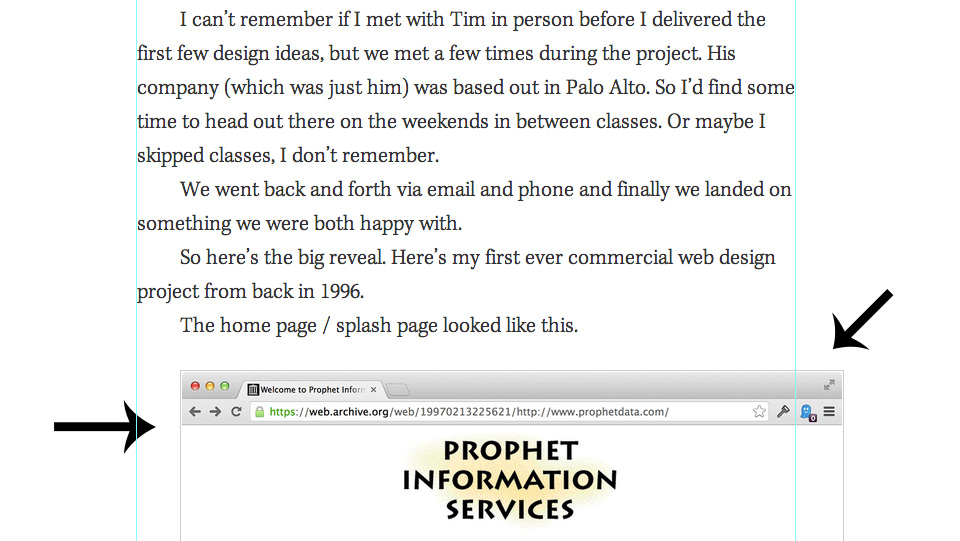 I can’t remember if I met with Tim in person before I delivered the
first few design ideas, but we met a few times during the project. His
company (which was just him) was based out in Palo Alto. So I’d find some
time to head out there on the weekends in between classes. Or maybe I
skipped classes, I don’t remember.
We went back and forth via email and phone and finally we landed on
something we were both happy with.
So here’s the big reveal. Here’s my first ever commercial web design
project from back in 1996.
The home page / splash page looked like this.
Welcome to Prophet Inform
https://web.archive.org/web/19970213225621/http://www.prophetdata.com/
0
PROPHET
INFORMATION
SERVICES